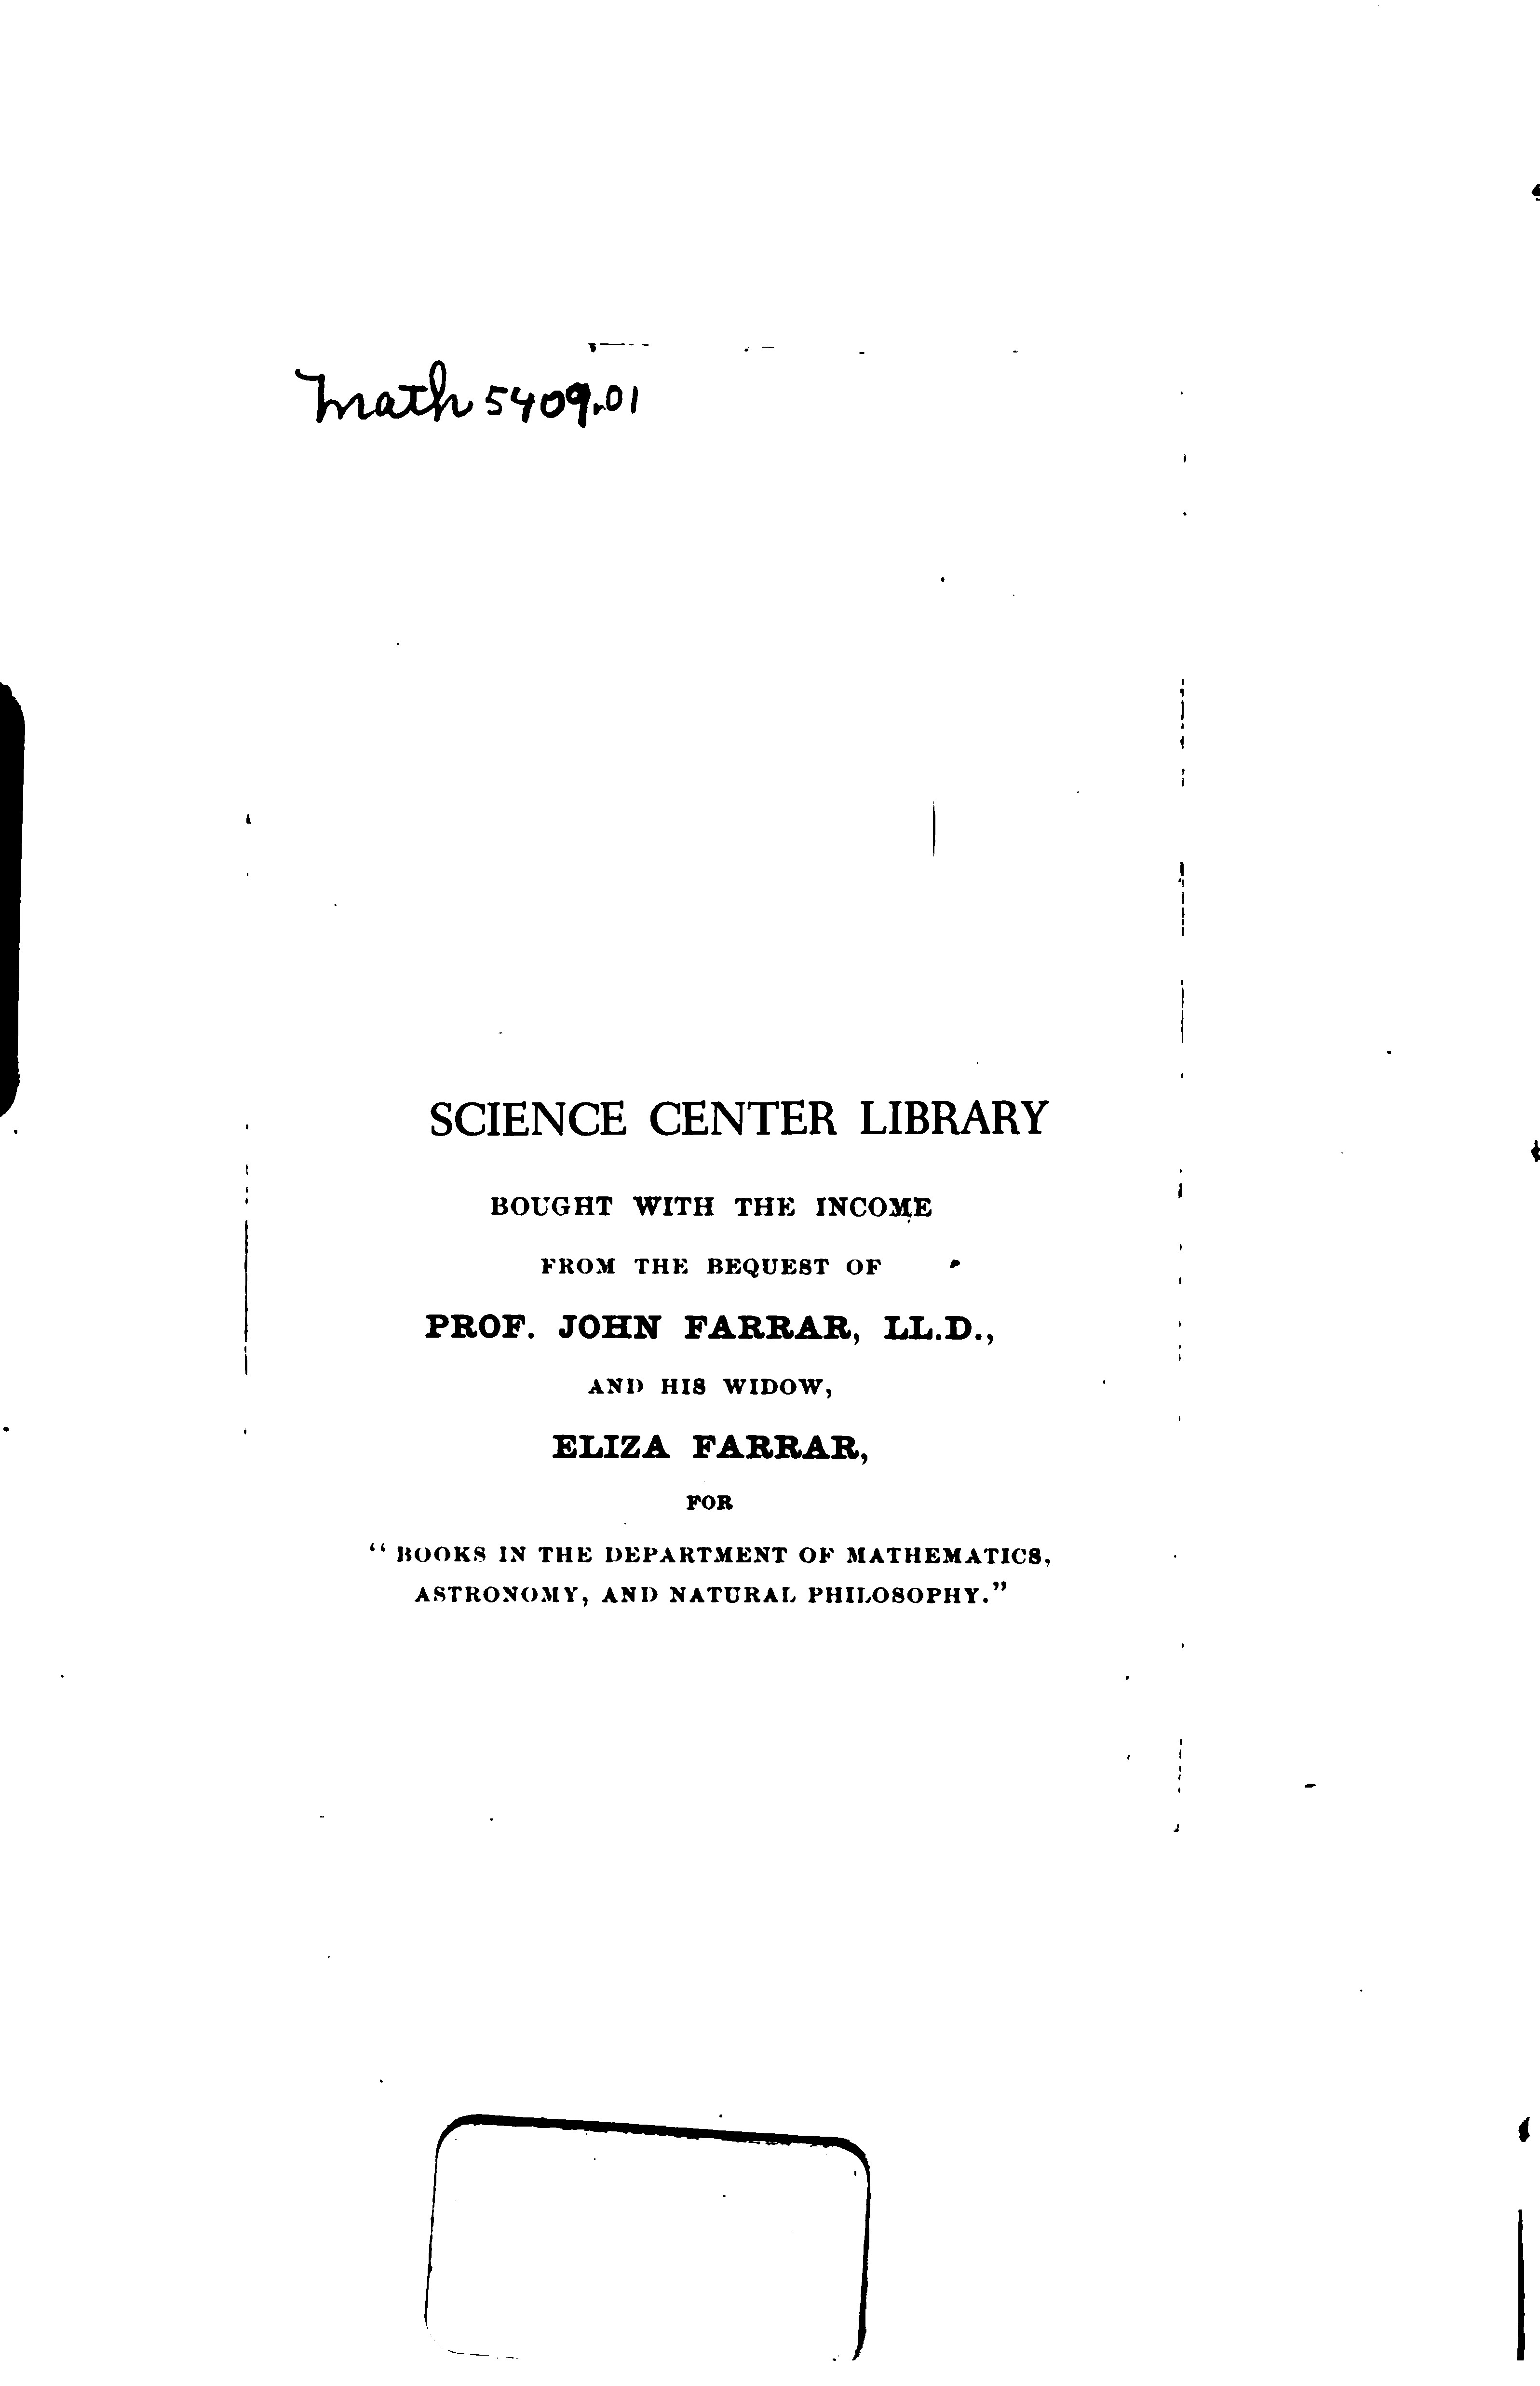 Math 5409.01
SCIENCE CENTER LIBRARY
BOUGHT WITH THE INCOME
FROM THE BEQUEST OF
PROF. JOHN FARRAR, LL.D.,
AND HIS WIDOW,
ELIZA FARRAR,
FOR
“BOOKS IN THE DEPARTMENT OF MATHEMATICS,
ASTRONOMY, AND NATURAL PHILOSOPHY.”